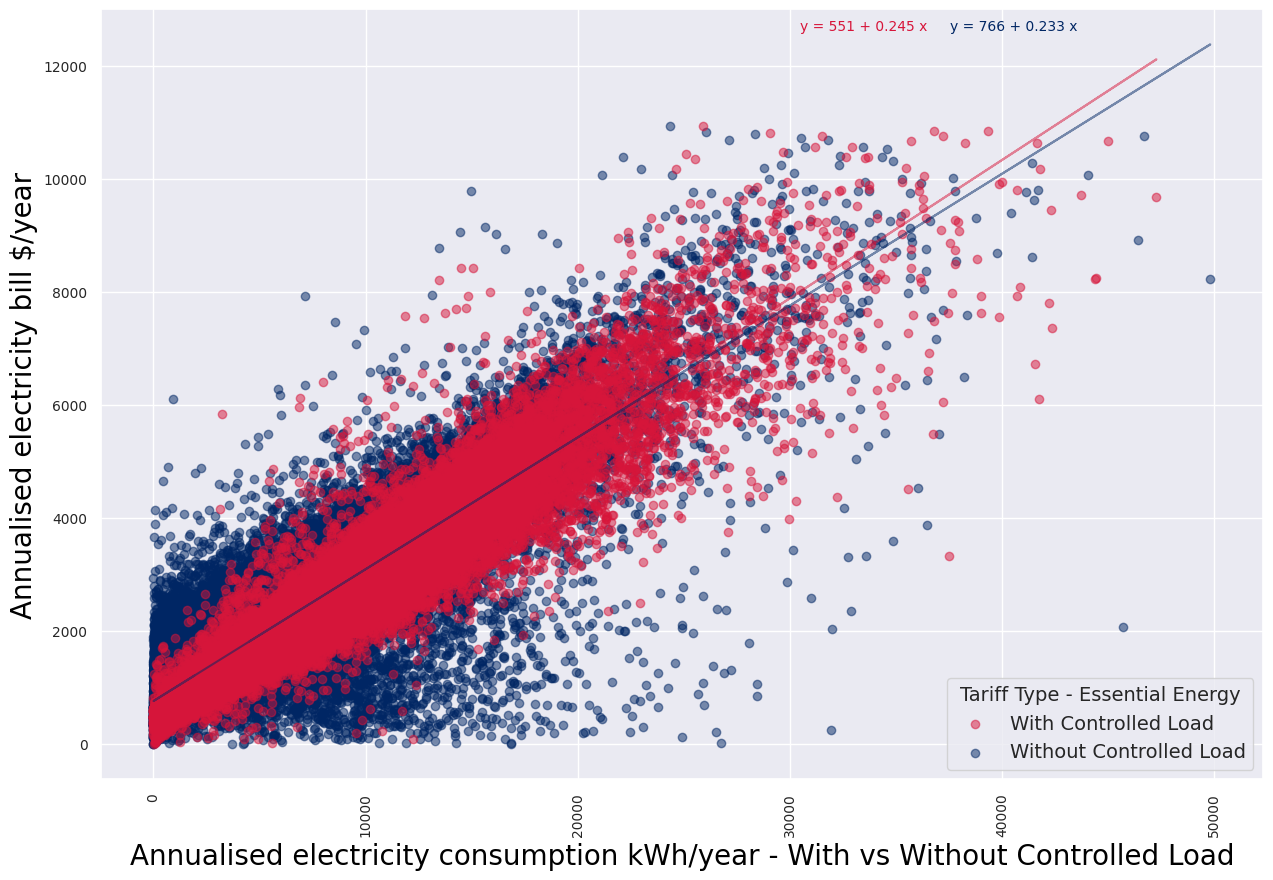 y = 551 + 0.245 x y = 766 + 0.233 x
12000
10000
8000
6000
4000
2000
0
Annualised electricity bill $/year
Tariff Type - Essential Energy
With Controlled Load
Without Controlled Load
0 10000 20000 30000 40000 50000
Annualised electricity consumption kWh/year - With vs Without Controlled Load